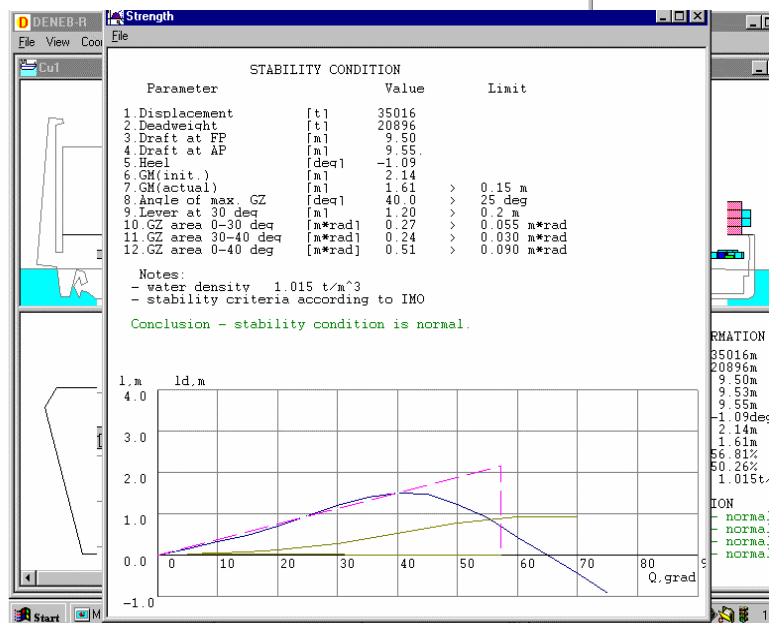 DENEB-R
File View
Cu1
Strength
File
STABILITY CONDITION
Parameter Value Limit
1.Displacement [t] 35016
2.Deadweight [t] 20896
3.Draft at FP [m] 9.50
4.Draft at AP [m] 9.55.
5.Heel [deg] -1.09
6.GM(init.) [m] 2.14
7.GM(actual) [m] 1.61 > 0.15 m
8.Angle of max. GZ [deg] 40.0 > 25 deg
9.Lever at 30 deg [m] 1.20 > 0.2 m
10.GZ area 0-30 deg [m*rad] 0.27 > 0.055 m*rad
11.GZ area 30-40 deg [m*rad] 0.24 > 0.030 m*rad
12.GZ area 0-40 deg [m*rad] 0.51 > 0.090 m*rad
Notes:
- water density 1.015 t/m^3
- stability criteria according to IMO
Conclusion - stability condition is normal.
l,m ld,m
4.0
3.0
2.0
1.0
0.0
-1.0
0 10 20 30 40 50 60 70 80 9
Q,grad
RMATION
35016m
20896m
9.50m
9.53m
9.55m
-1.09deg
2.14m
1.61m
56.81%
50.26%
1.015t/
ION
- norma
- norma
- norma
- norma
Start M
1